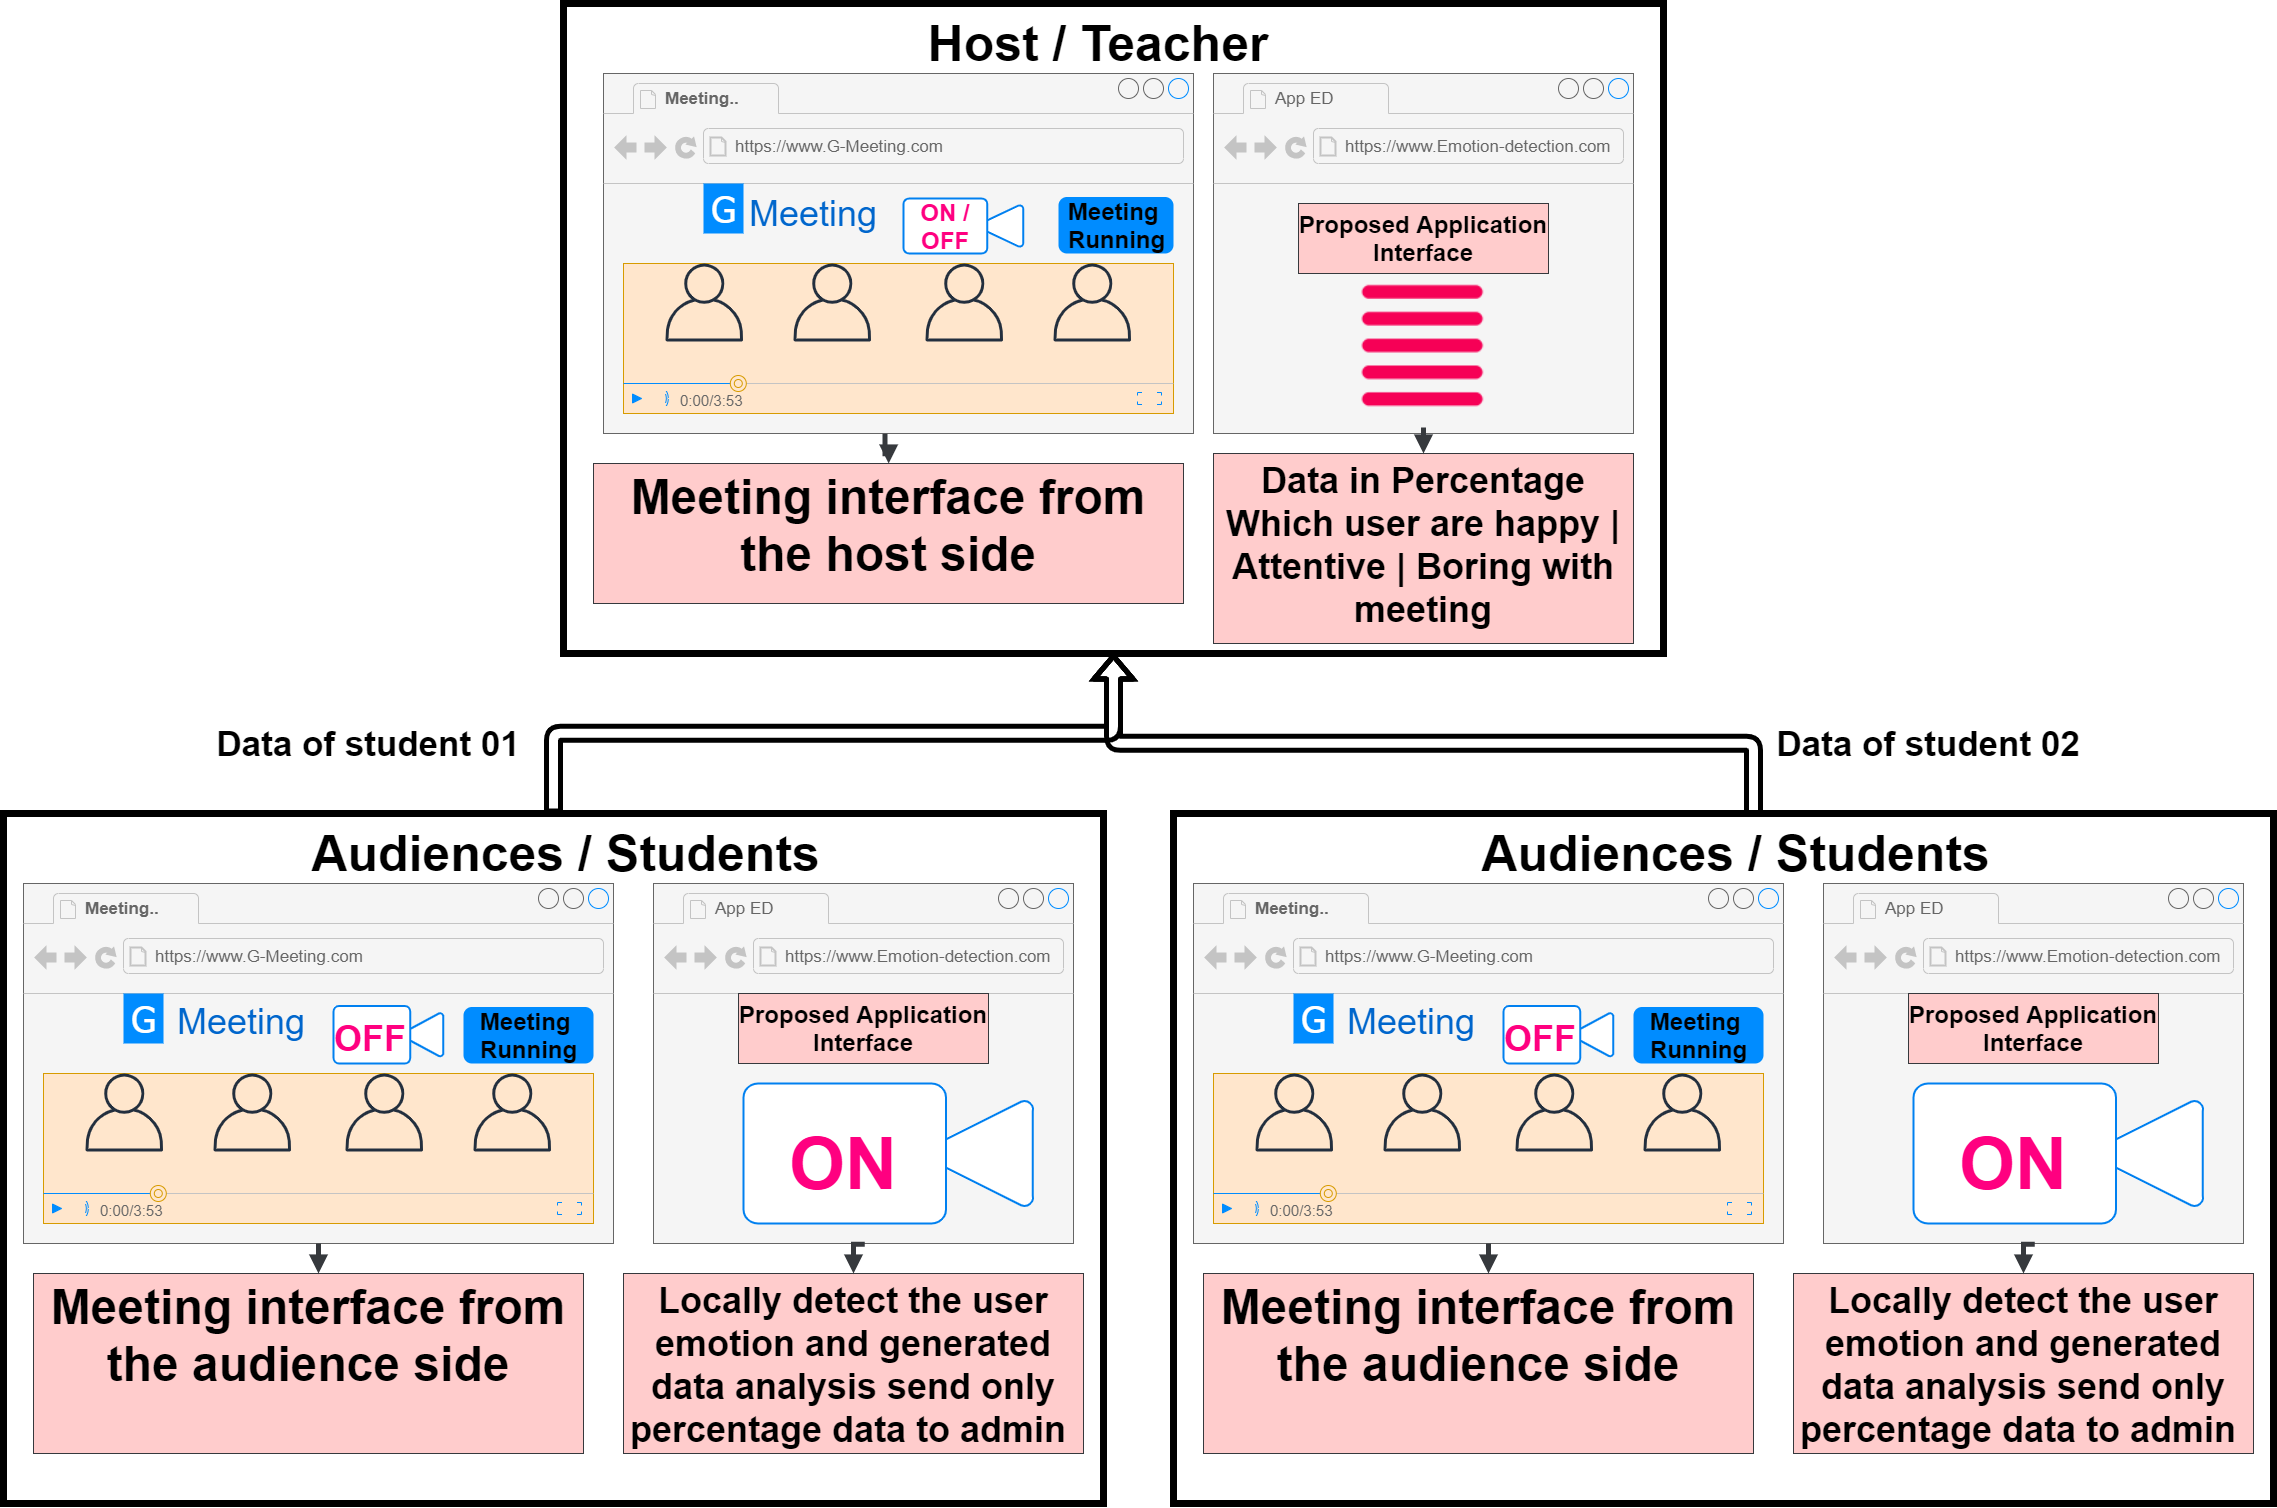 Host / Teacher
Meeting..
https://www.G-Meeting.com
G Meeting
ON /
OFF
Meeting
Running
0:00/3:53
Meeting interface from
the host side
App ED
https://www.Emotion-detection.com
Proposed Application
Interface
Data in Percentage
Which user are happy |
Attentive | Boring with
meeting
Data of student 01
Data of student 02
Audiences / Students
Meeting..
https://www.G-Meeting.com
G Meeting
OFF
Meeting
Running
0:00/3:53
Meeting interface from
the audience side
App ED
https://www.Emotion-detection.com
Proposed Application
Interface
ON
Locally detect the user
emotion and generated
data analysis send only
percentage data to admin
Audiences / Students
Meeting..
https://www.G-Meeting.com
G Meeting
OFF
Meeting
Running
0:00/3:53
Meeting interface from
the audience side
App ED
https://www.Emotion-detection.com
Proposed Application
Interface
ON
Locally detect the user
emotion and generated
data analysis send only
percentage data to admin